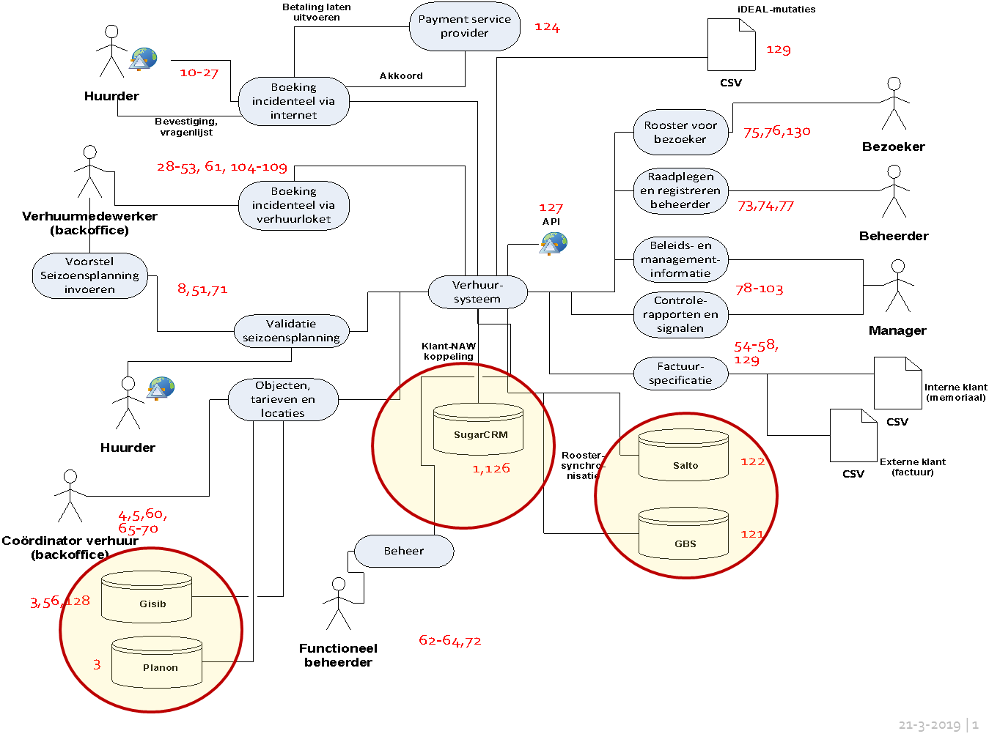 Betaling laten
uitvoeren
Payment service
provider
124
iDEAL-mutaties
129
CSV
10-27
Huurder
Akkoord
Boeking
incidenteel via
internet
Bevestiging,
vragenlijst
Rooster voor
bezoeker
75,76,130
Bezoeker
28-53, 61, 104-109
Boeking
incidenteel via
verhuurloket
Verhuurmedewerker
(backoffice)
Raadplegen
en registreren
beheerder
73,74,77
Beheerder
127
API
Voorstel
Seizoensplanning
invoeren
8,51,71
Beleids- en
management-
informatie
78-103
Verhuur-
systeem
Controle-
rapporten en
signalen
Manager
Validatie
seizoensplanning
Klant-NAW
koppeling
54-58,
129
Factuur-
specificatie
Interne klant
(memoriaal)
CSV
Huurder
Objecten,
tarieven en
locaties
SugarCRM
1,126
Rooster-
synchro-
nisatie
Salto
122
Externe klant
(factuur)
CSV
4,5,60,
65-70
Coördinator verhuur
(backoffice)
GBS
121
Beheer
Gisib
3,56,128
Planon
3
Functioneel
beheerder
62-64,72
21-3-2019 | 1